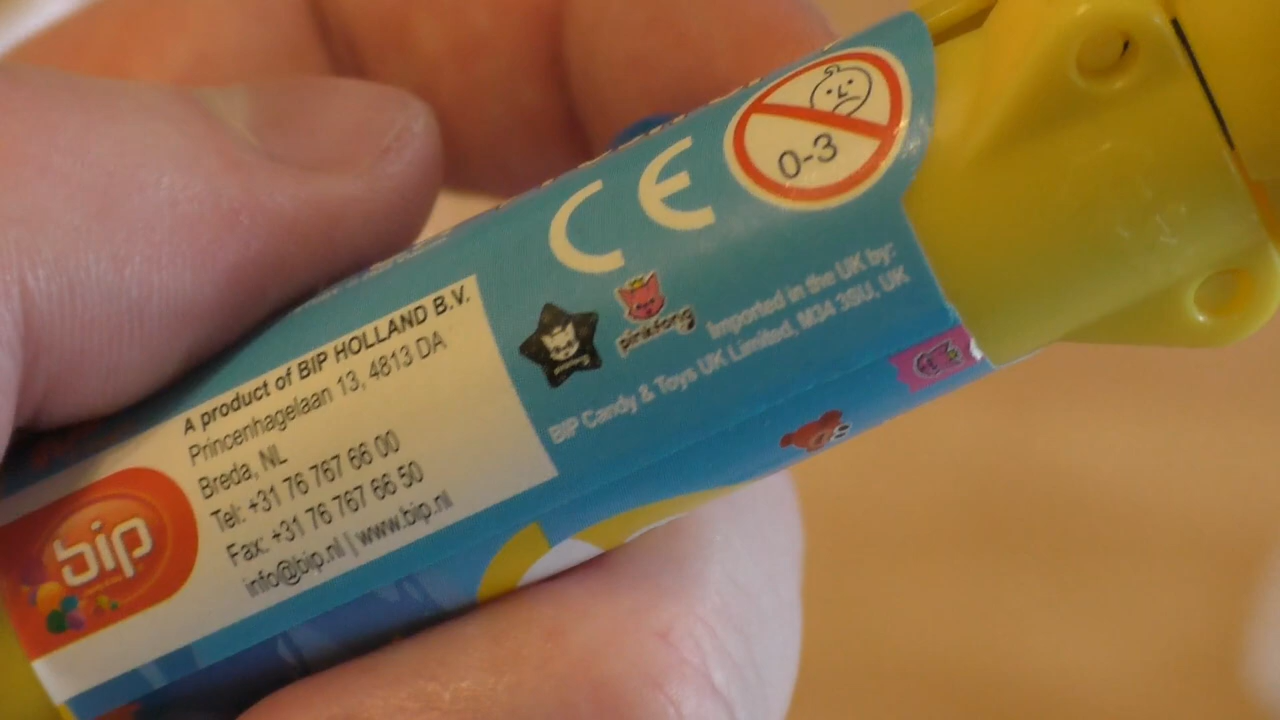 0-3
CE
pinkfong
Imported in the UK by:
BIP Candy & Toys UK Limited, M34 3SU, UK
A product of BIP HOLLAND B.V.
Princenhagelaan 13, 4813 DA
Breda, NL
Tel: +31 76 767 66 00
Fax: +31 76 767 66 50
info@bip.nl | www.bip.nl
bip